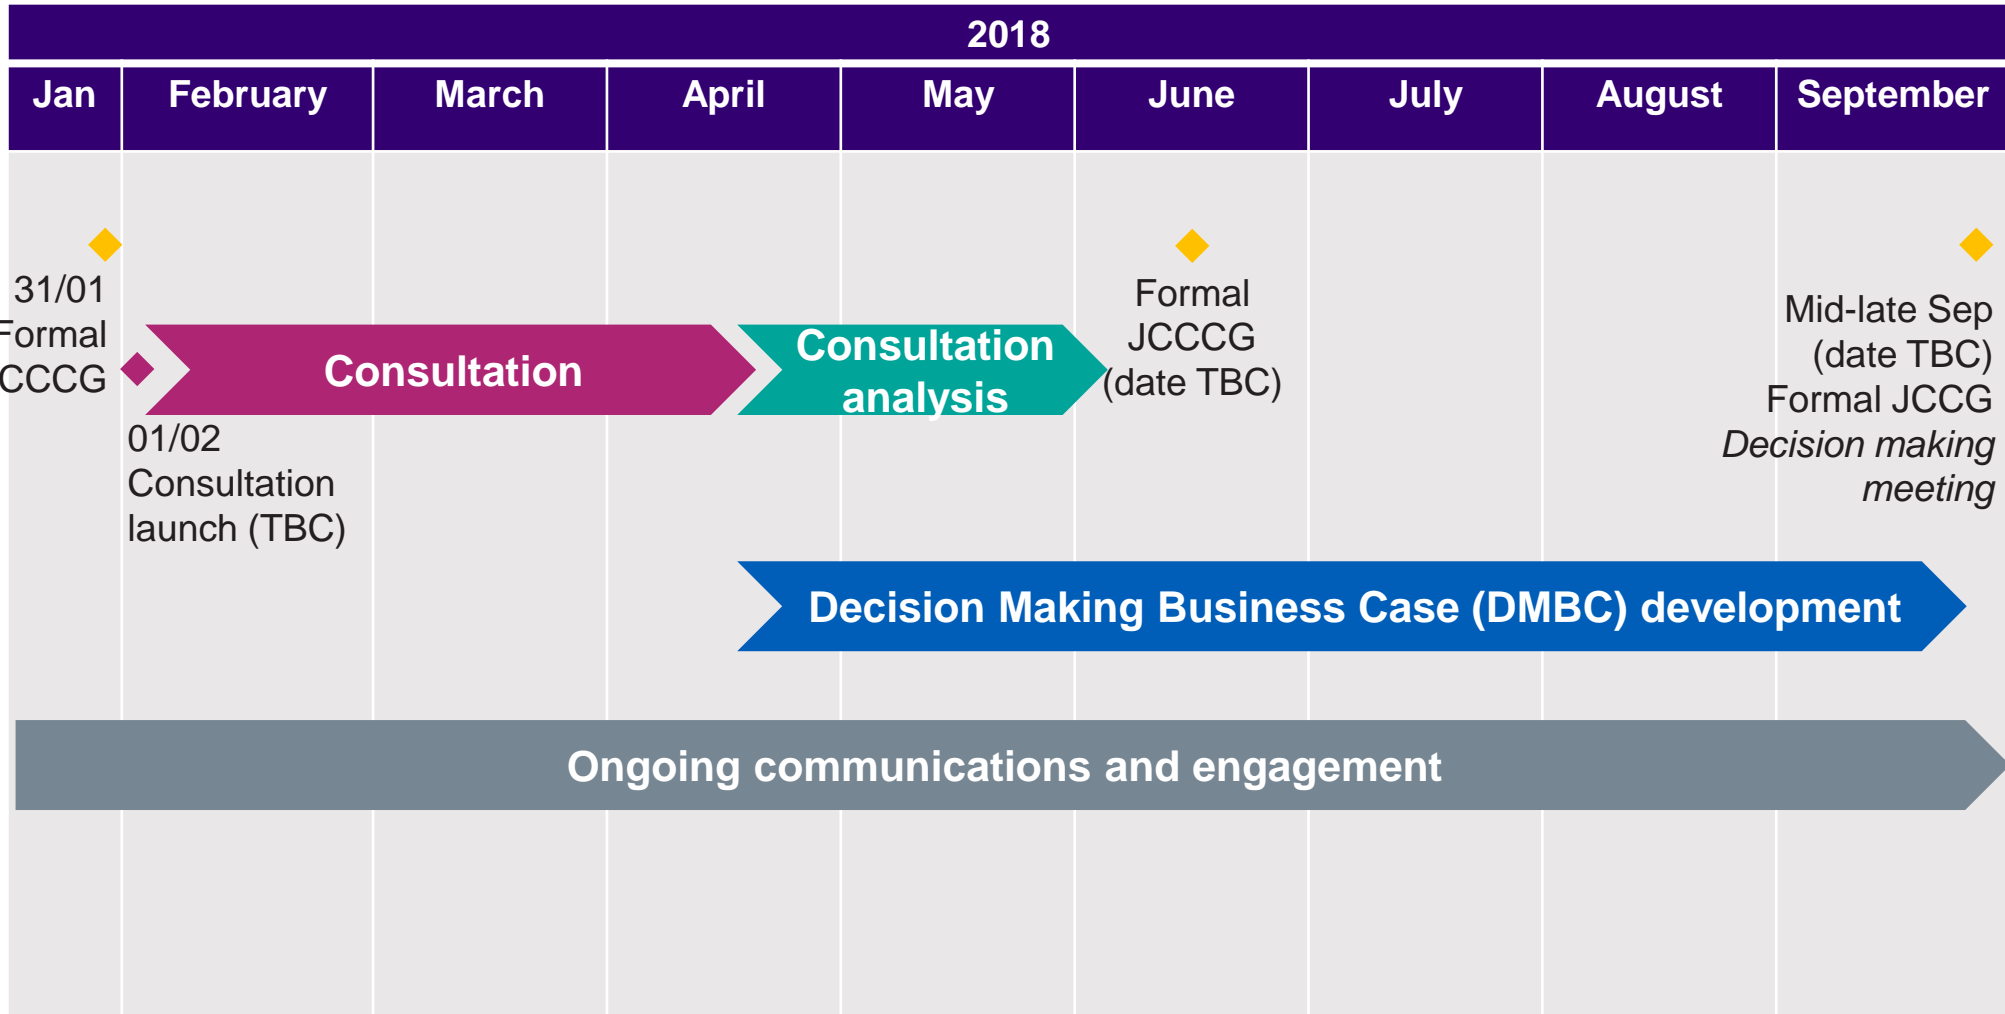 2018
Jan February March April May June July August September
31/01
Formal
CCCG
01/02
Consultation
launch (TBC)
Consultation
Consultation
analysis
Formal
JCCCG
(date TBC)
Mid-late Sep
(date TBC)
Formal JCCG
Decision making
meeting
Decision Making Business Case (DMBC) development
Ongoing communications and engagement